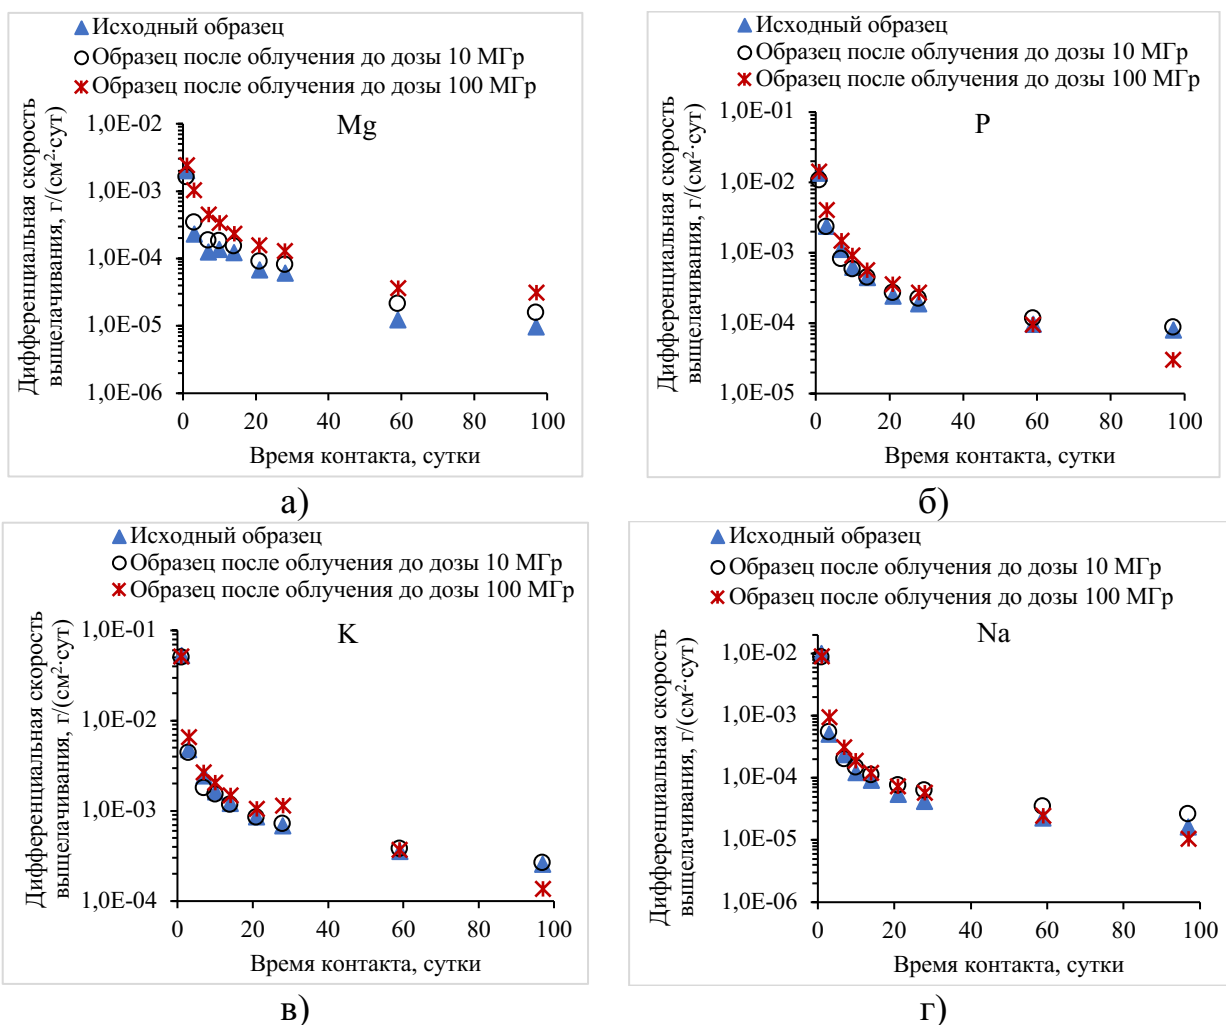 Исходный образец
Образец после облучения до дозы 10 МГр
Образец после облучения до дозы 100 МГр
Дифференциальная скорость
выщелачивания, г/(см²·сут)
Mg
1,0E-02
1,0E-03
1,0E-04
1,0E-05
1,0E-06
0 20 40 60 80 100
Время контакта, сутки
а)
Исходный образец
Образец после облучения до дозы 10 МГр
Образец после облучения до дозы 100 МГр
Дифференциальная скорость
выщелачивания, г/(см²·сут)
P
1,0E-01
1,0E-02
1,0E-03
1,0E-04
1,0E-05
0 20 40 60 80 100
Время контакта, сутки
б)
Исходный образец
Образец после облучения до дозы 10 МГр
Образец после облучения до дозы 100 МГр
Дифференциальная скорость
выщелачивания, г/(см²·сут)
K
1,0E-01
1,0E-02
1,0E-03
1,0E-04
0 20 40 60 80 100
Время контакта, сутки
в)
Исходный образец
Образец после облучения до дозы 10 МГр
Образец после облучения до дозы 100 МГр
Дифференциальная скорость
выщелачивания, г/(см²·сут)
Na
1,0E-02
1,0E-03
1,0E-04
1,0E-05
1,0E-06
0 20 40 60 80 100
Время контакта, сутки
г)